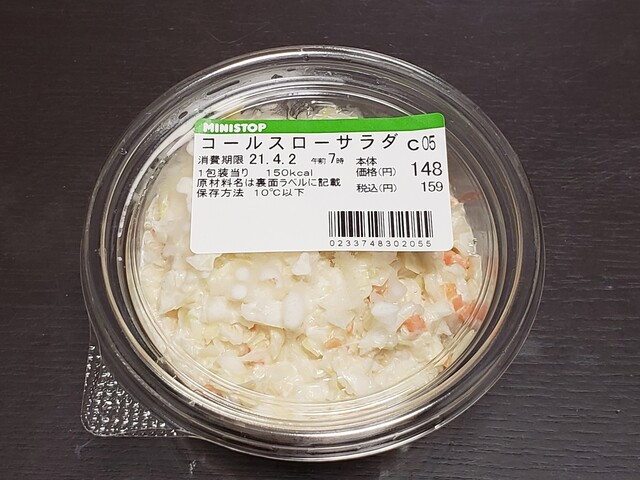 MINISTOP
コールスローサラダ C05
消費期限 21.4.2 午前7時 本体価格(円) 148
1包装当り 150kcal
原材料名は裏面ラベルに記載 税込(円) 159
保存方法 10℃以下
0233748302055